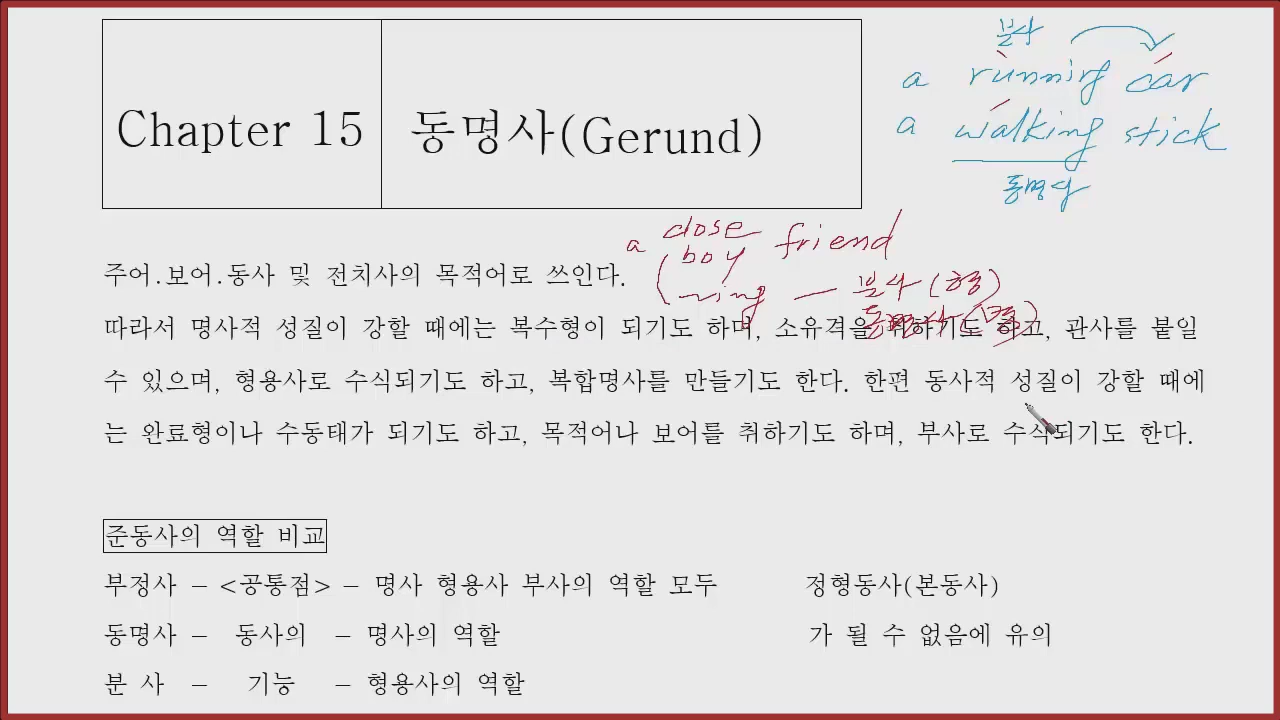 분사
a running car
a walking stick
동명사
Chapter 15 동명사(Gerund)
a close friend
boy
ning — 분사(형)
동명사(명)
주어.보어.동사 및 전치사의 목적어로 쓰인다.
따라서 명사적 성질이 강할 때에는 복수형이 되기도 하며, 소유격을 취하기도 하고, 관사를 붙일
수 있으며, 형용사로 수식되기도 하고, 복합명사를 만들기도 한다. 한편 동사적 성질이 강할 때에
는 완료형이나 수동태가 되기도 하고, 목적어나 보어를 취하기도 하며, 부사로 수식되기도 한다.
준동사의 역할 비교
부정사 – <공통점> – 명사 형용사 부사의 역할 모두 정형동사(본동사)
동명사 – 동사의 – 명사의 역할 가 될 수 없음에 유의
분 사 – 기능 – 형용사의 역할